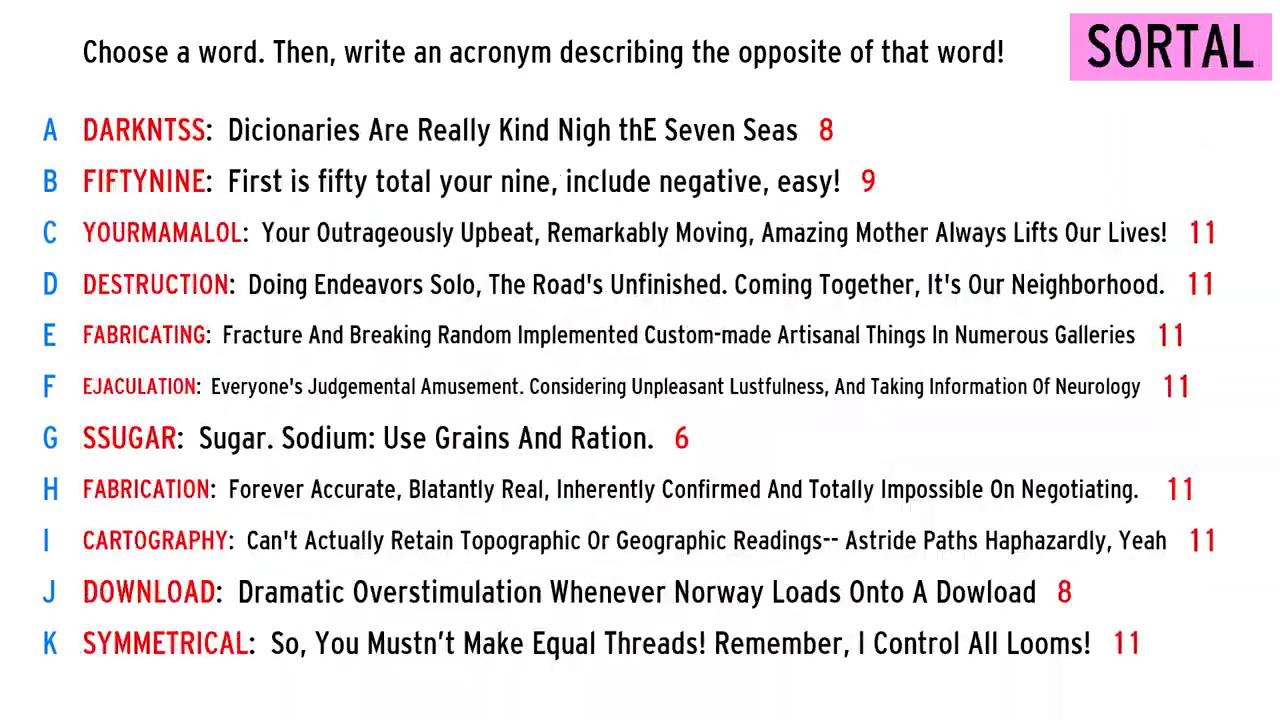 Choose a word. Then, write an acronym describing the opposite of that word!
SORTAL
A DARKNTSS: Dicionaries Are Really Kind Nigh thE Seven Seas 8
B FIFTYNINE: First is fifty total your nine, include negative, easy! 9
C YOURMAMALOL: Your Outrageously Upbeat, Remarkably Moving, Amazing Mother Always Lifts Our Lives! 11
D DESTRUCTION: Doing Endeavors Solo, The Road's Unfinished. Coming Together, It's Our Neighborhood. 11
E FABRICATING: Fracture And Breaking Random Implemented Custom-made Artisanal Things In Numerous Galleries 11
F EJACULATION: Everyone's Judgemental Amusement. Considering Unpleasant Lustfulness, And Taking Information Of Neurology 11
G SSUGAR: Sugar. Sodium: Use Grains And Ration. 6
H FABRICATION: Forever Accurate, Blatantly Real, Inherently Confirmed And Totally Impossible On Negotiating. 11
I CARTOGRAPHY: Can't Actually Retain Topographic Or Geographic Readings-- Astride Paths Haphazardly, Yeah 11
J DOWNLOAD: Dramatic Overstimulation Whenever Norway Loads Onto A Dowload 8
K SYMMETRICAL: So, You Mustn’t Make Equal Threads! Remember, I Control All Looms! 11